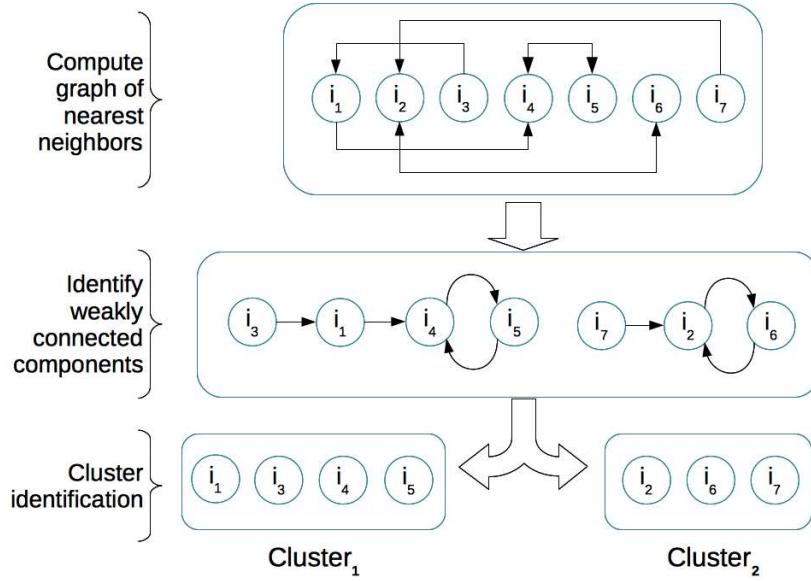 Compute
graph of
nearest
neighbors
i1 i2 i3 i4 i5 i6 i7
Identify
weakly
connected
components
i3 i1 i4 i5 i7 i2 i6
Cluster
identification
i1 i3 i4 i5 i2 i6 i7
Cluster1 Cluster2